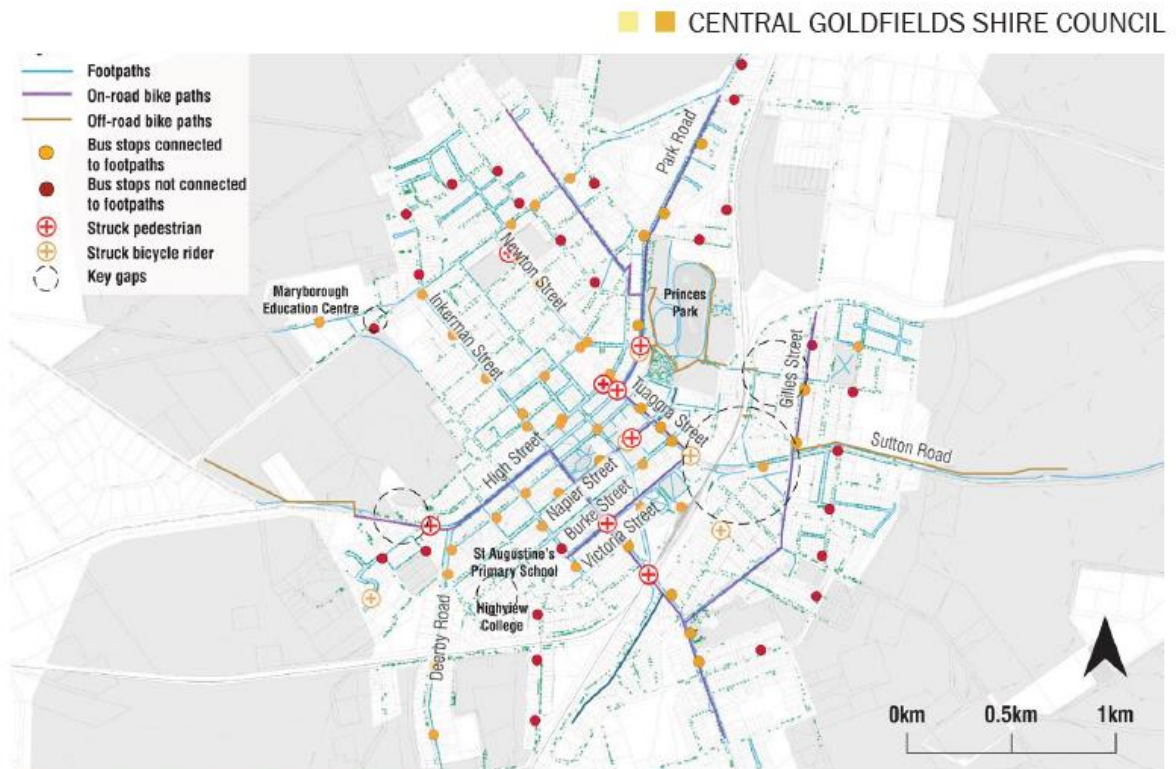 CENTRAL GOLDFIELDS SHIRE COUNCIL
Footpaths
On-road bike paths
Off-road bike paths
Bus stops connected
to footpaths
Bus stops not connected
to footpaths
Struck pedestrian
Struck bicycle rider
Key gaps
Park Road
Newton Street
Maryborough
Education Centre
Inkerman Street
Princes
Park
Gilles Street
Tuaggra Street
Sutton Road
High Street
Napier Street
Burke Street
Victoria Street
St Augustine's
Primary School
Highview
College
Deerby Road
0km
0.5km
1km